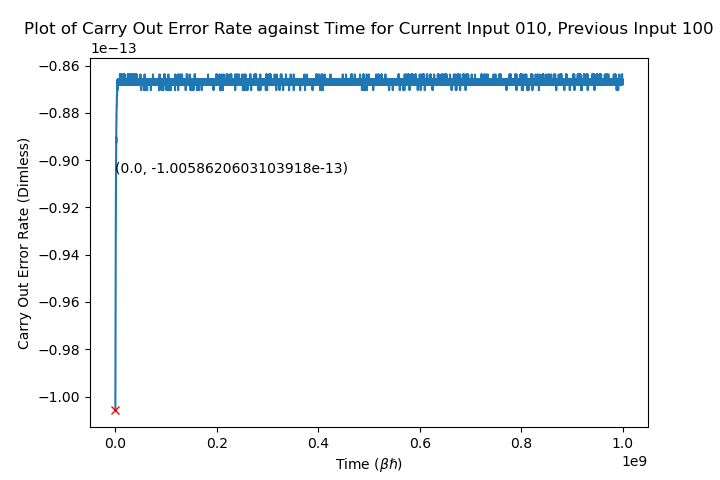 Plot of Carry Out Error Rate against Time for Current Input 010, Previous Input 100
1e−13
−0.86
−0.88
−0.90
−0.92
−0.94
−0.96
−0.98
−1.00
Carry Out Error Rate (Dimless)
(0.0, -1.0058620603103918e-13)
0.0 0.2 0.4 0.6 0.8 1.0
1e9
Time (βℏ)